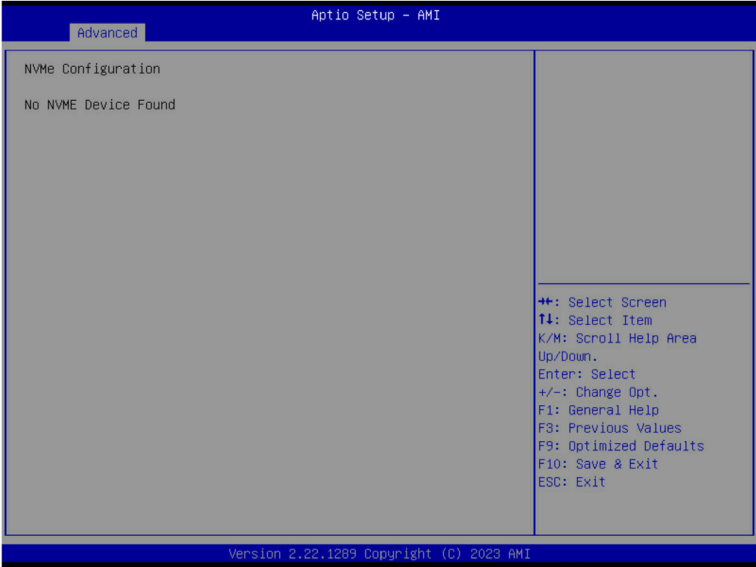 Aptio Setup – AMI
Advanced
NVMe Configuration
No NVME Device Found
→←: Select Screen
↑↓: Select Item
K/M: Scroll Help Area
Up/Down.
Enter: Select
+/-: Change Opt.
F1: General Help
F3: Previous Values
F9: Optimized Defaults
F10: Save & Exit
ESC: Exit
Version 2.22.1289 Copyright (C) 2023 AMI